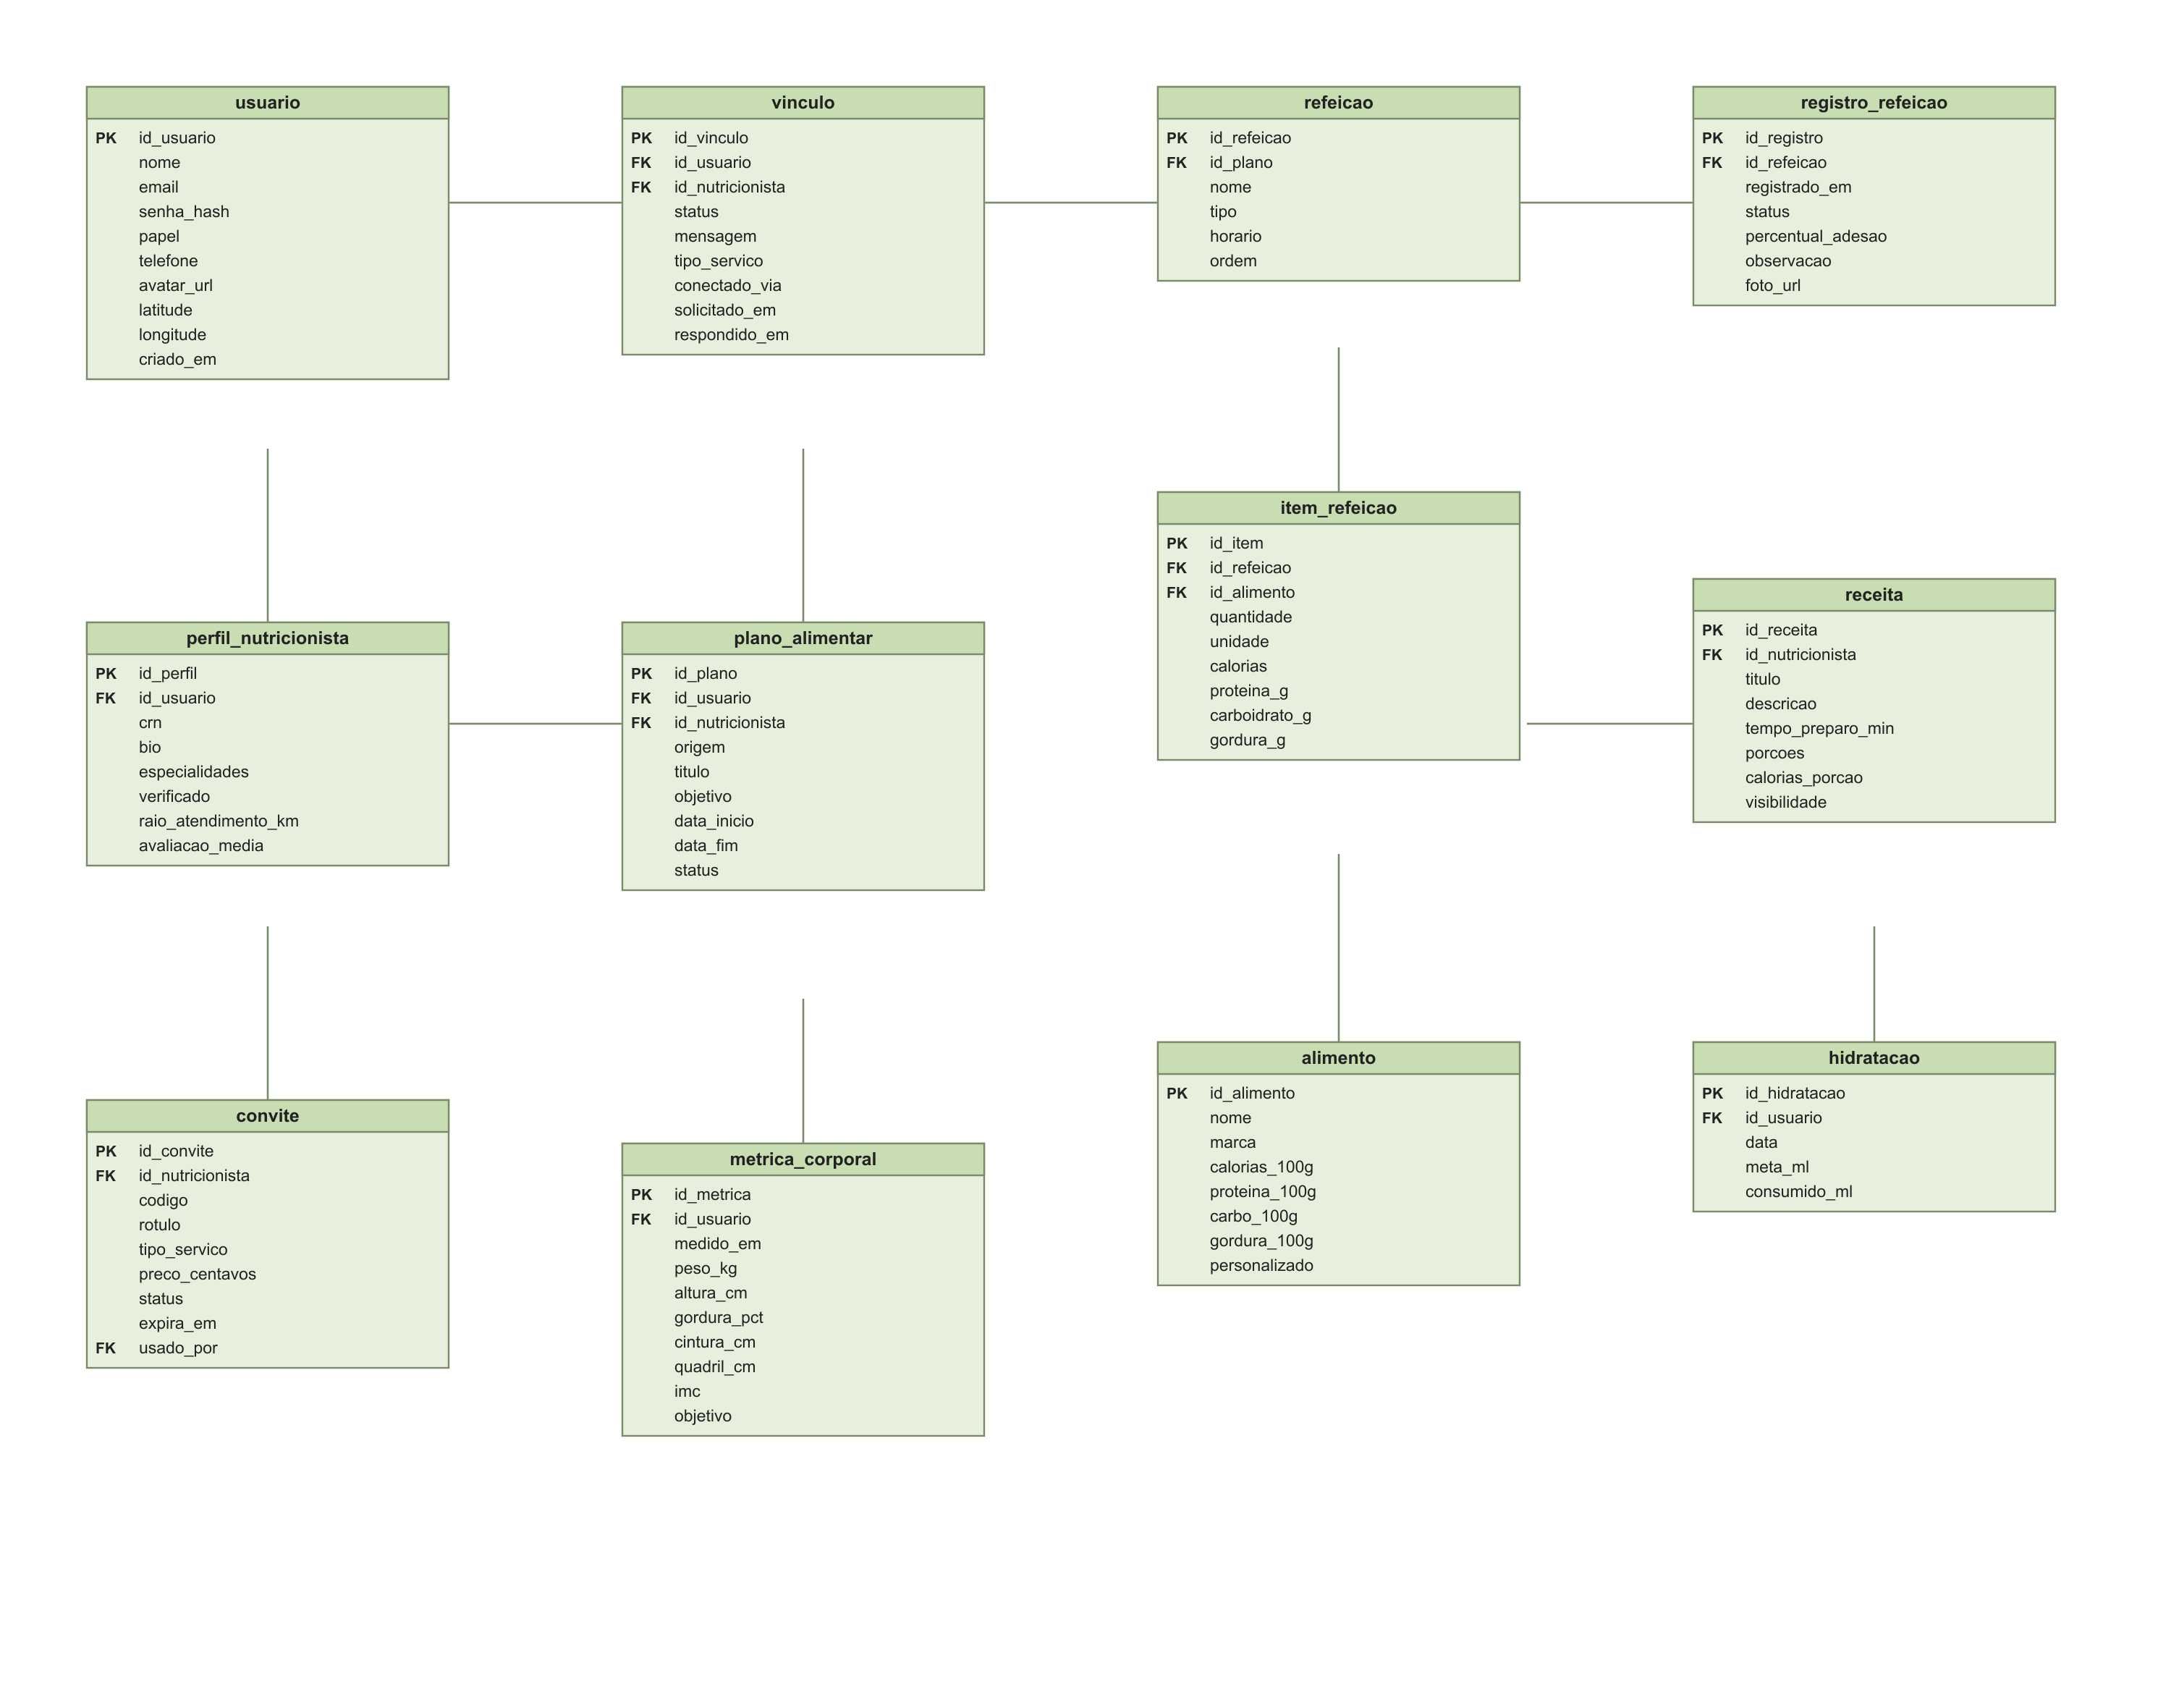 usuario
PK id_usuario
nome
email
senha_hash
papel
telefone
avatar_url
latitude
longitude
criado_em
vinculo
PK id_vinculo
FK id_usuario
FK id_nutricionista
status
mensagem
tipo_servico
conectado_via
solicitado_em
respondido_em
refeicao
PK id_refeicao
FK id_plano
nome
tipo
horario
ordem
registro_refeicao
PK id_registro
FK id_refeicao
registrado_em
status
percentual_adesao
observacao
foto_url
perfil_nutricionista
PK id_perfil
FK id_usuario
crn
bio
especialidades
verificado
raio_atendimento_km
avaliacao_media
plano_alimentar
PK id_plano
FK id_usuario
FK id_nutricionista
origem
titulo
objetivo
data_inicio
data_fim
status
item_refeicao
PK id_item
FK id_refeicao
FK id_alimento
quantidade
unidade
calorias
proteina_g
carboidrato_g
gordura_g
receita
PK id_receita
FK id_nutricionista
titulo
descricao
tempo_preparo_min
porcoes
calorias_porcao
visibilidade
convite
PK id_convite
FK id_nutricionista
codigo
rotulo
tipo_servico
preco_centavos
status
expira_em
FK usado_por
metrica_corporal
PK id_metrica
FK id_usuario
medido_em
peso_kg
altura_cm
gordura_pct
cintura_cm
quadril_cm
imc
objetivo
alimento
PK id_alimento
nome
marca
calorias_100g
proteina_100g
carbo_100g
gordura_100g
personalizado
hidratacao
PK id_hidratacao
FK id_usuario
data
meta_ml
consumido_ml